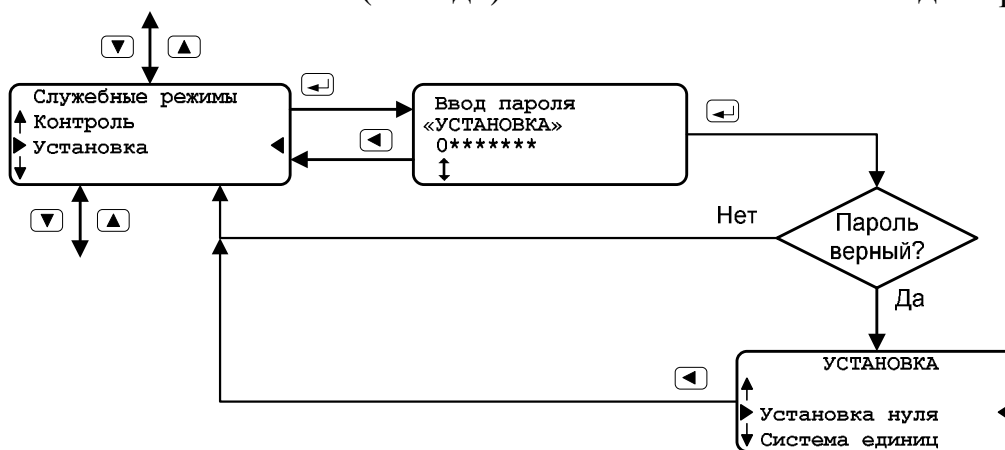 Служебные режимы
Контроль
Установка
Ввод пароля
«УСТАНОВКА»
0*******
Нет
Пароль
верный?
Да
УСТАНОВКА
Установка нуля
Система единиц